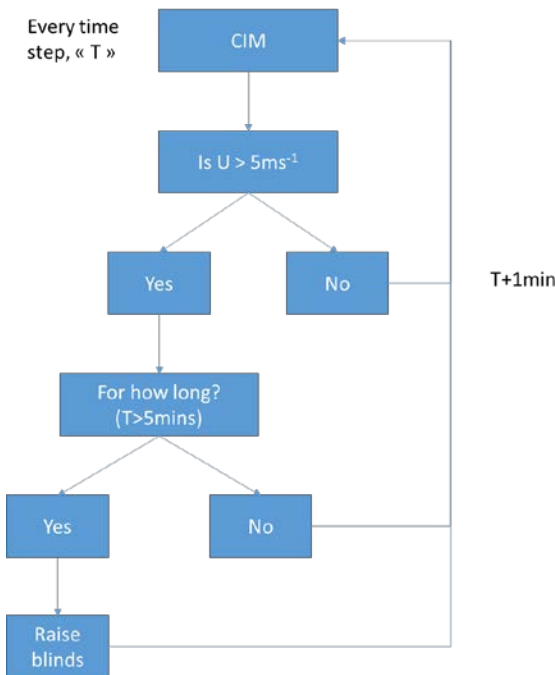 Every time
step, « T »
CIM
Is U > 5ms⁻¹
Yes
No
T+1min
For how long?
(T>5mins)
Yes
No
Raise
blinds